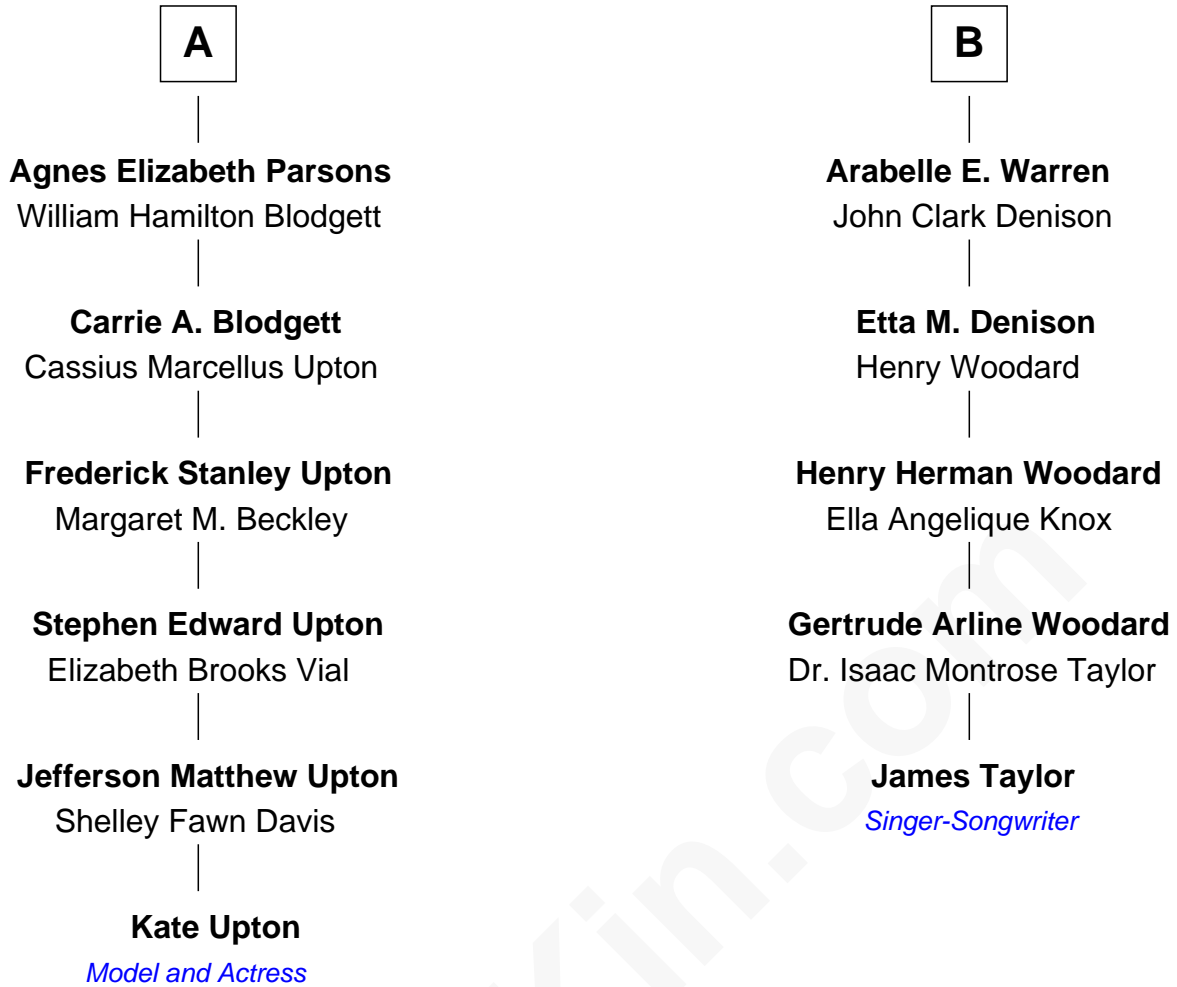 A
Agnes Elizabeth Parsons
William Hamilton Blodgett
Carrie A. Blodgett
Cassius Marcellus Upton
Frederick Stanley Upton
Margaret M. Beckley
Stephen Edward Upton
Elizabeth Brooks Vial
Jefferson Matthew Upton
Shelley Fawn Davis
Kate Upton
Model and Actress
B
Arabelle E. Warren
John Clark Denison
Etta M. Denison
Henry Woodard
Henry Herman Woodard
Ella Angelique Knox
Gertrude Arline Woodard
Dr. Isaac Montrose Taylor
James Taylor
Singer-Songwriter
Kin.com